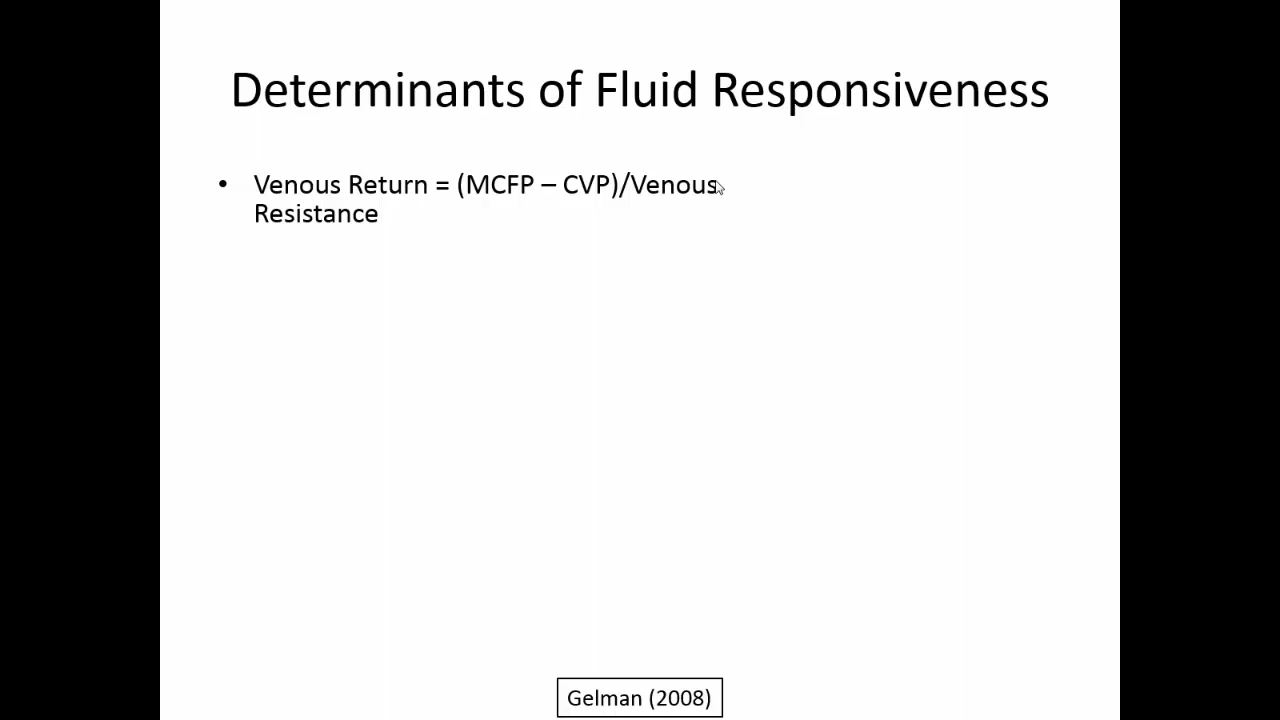 Determinants of Fluid Responsiveness
• Venous Return = (MCFP – CVP)/Venous
Resistance
Gelman (2008)